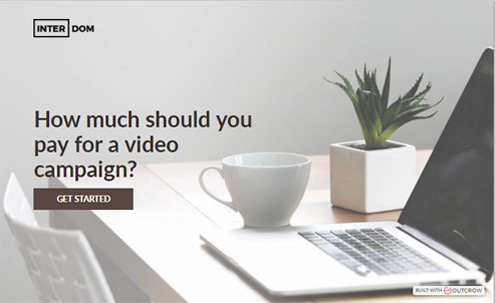 INTER DOM
How much should you
pay for a video
campaign?
GET STARTED
BUILT WITH OUTGROW